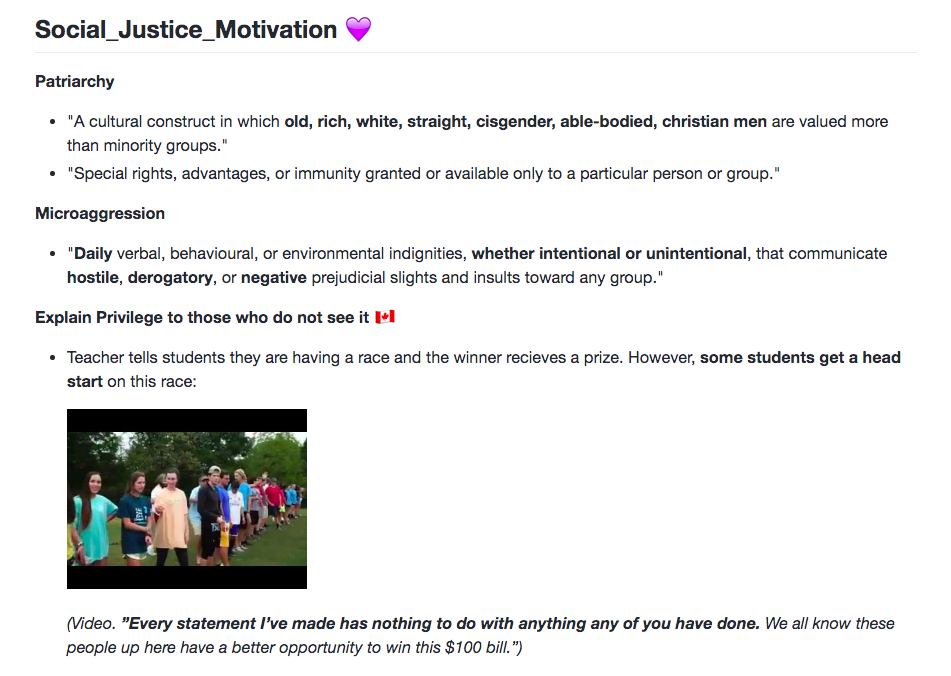 Social_Justice_Motivation 💜
Patriarchy
• "A cultural construct in which old, rich, white, straight, cisgender, able-bodied, christian men are valued more
than minority groups."
• "Special rights, advantages, or immunity granted or available only to a particular person or group."
Microaggression
• "Daily verbal, behavioural, or environmental indignities, whether intentional or unintentional, that communicate
hostile, derogatory, or negative prejudicial slights and insults toward any group."
Explain Privilege to those who do not see it 🇨🇦
• Teacher tells students they are having a race and the winner recieves a prize. However, some students get a head
start on this race:
(Video. ”Every statement I’ve made has nothing to do with anything any of you have done. We all know these
people up here have a better opportunity to win this $100 bill.”)